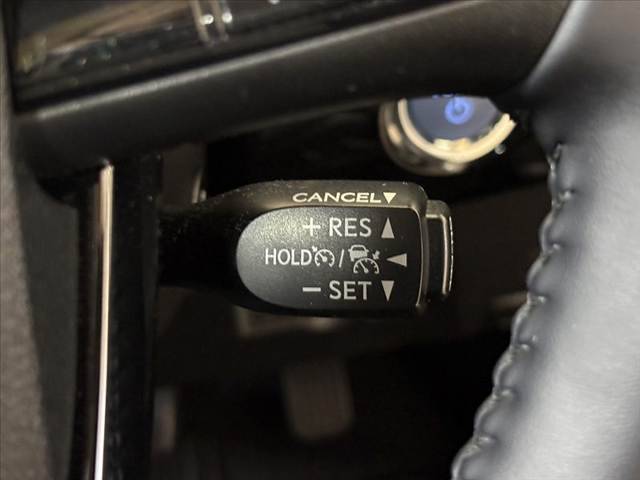 CANCEL▼
+ RES ▲
HOLD / ◄
− SET ▼